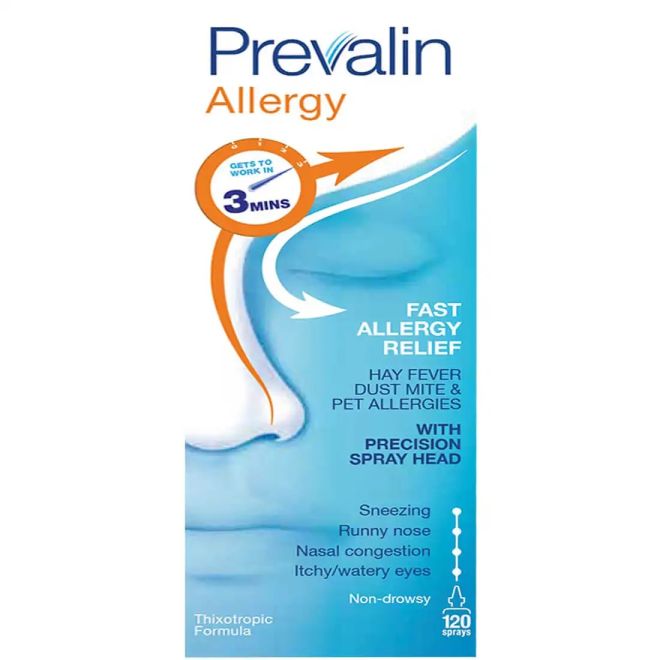 Prevalin
Allergy
GETS TO
WORK IN
3 MINS
FAST
ALLERGY
RELIEF
HAY FEVER
DUST MITE &
PET ALLERGIES
WITH
PRECISION
SPRAY HEAD
Sneezing
Runny nose
Nasal congestion
Itchy/watery eyes
Non-drowsy
Thixotropic
Formula
120
sprays